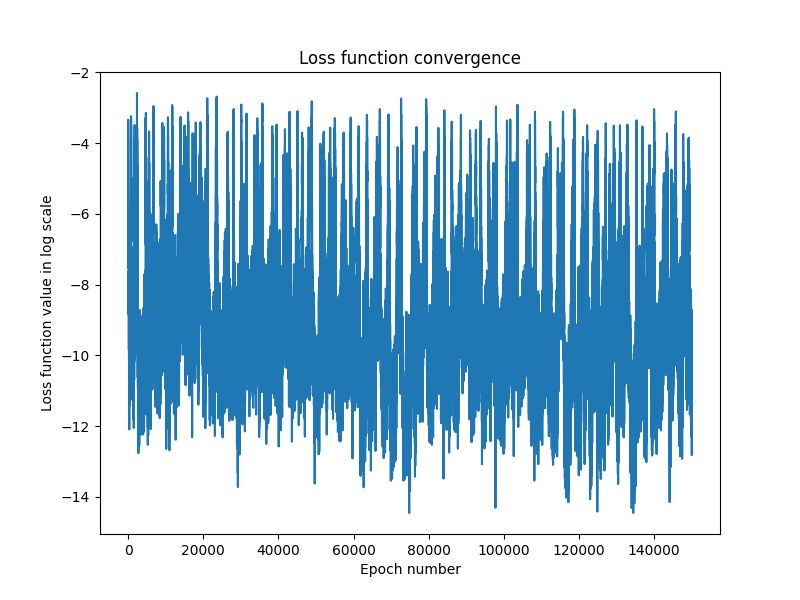 Loss function convergence
−2
−4
−6
−8
−10
−12
−14
Loss function value in log scale
0 20000 40000 60000 80000 100000 120000 140000
Epoch number